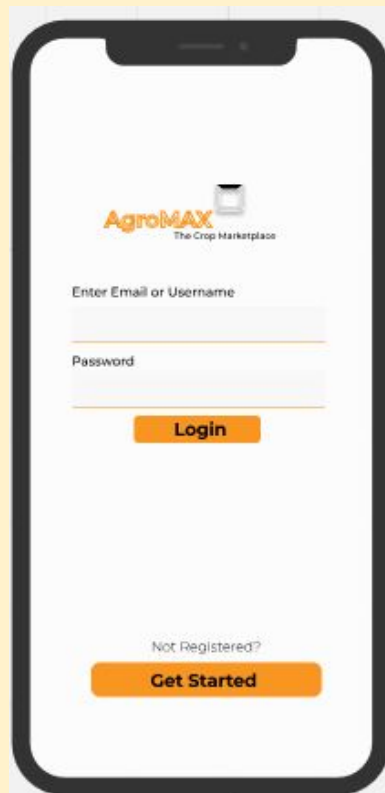 AgroMAX
The Crop Marketplace
Enter Email or Username
Password
Login
Not Registered?
Get Started